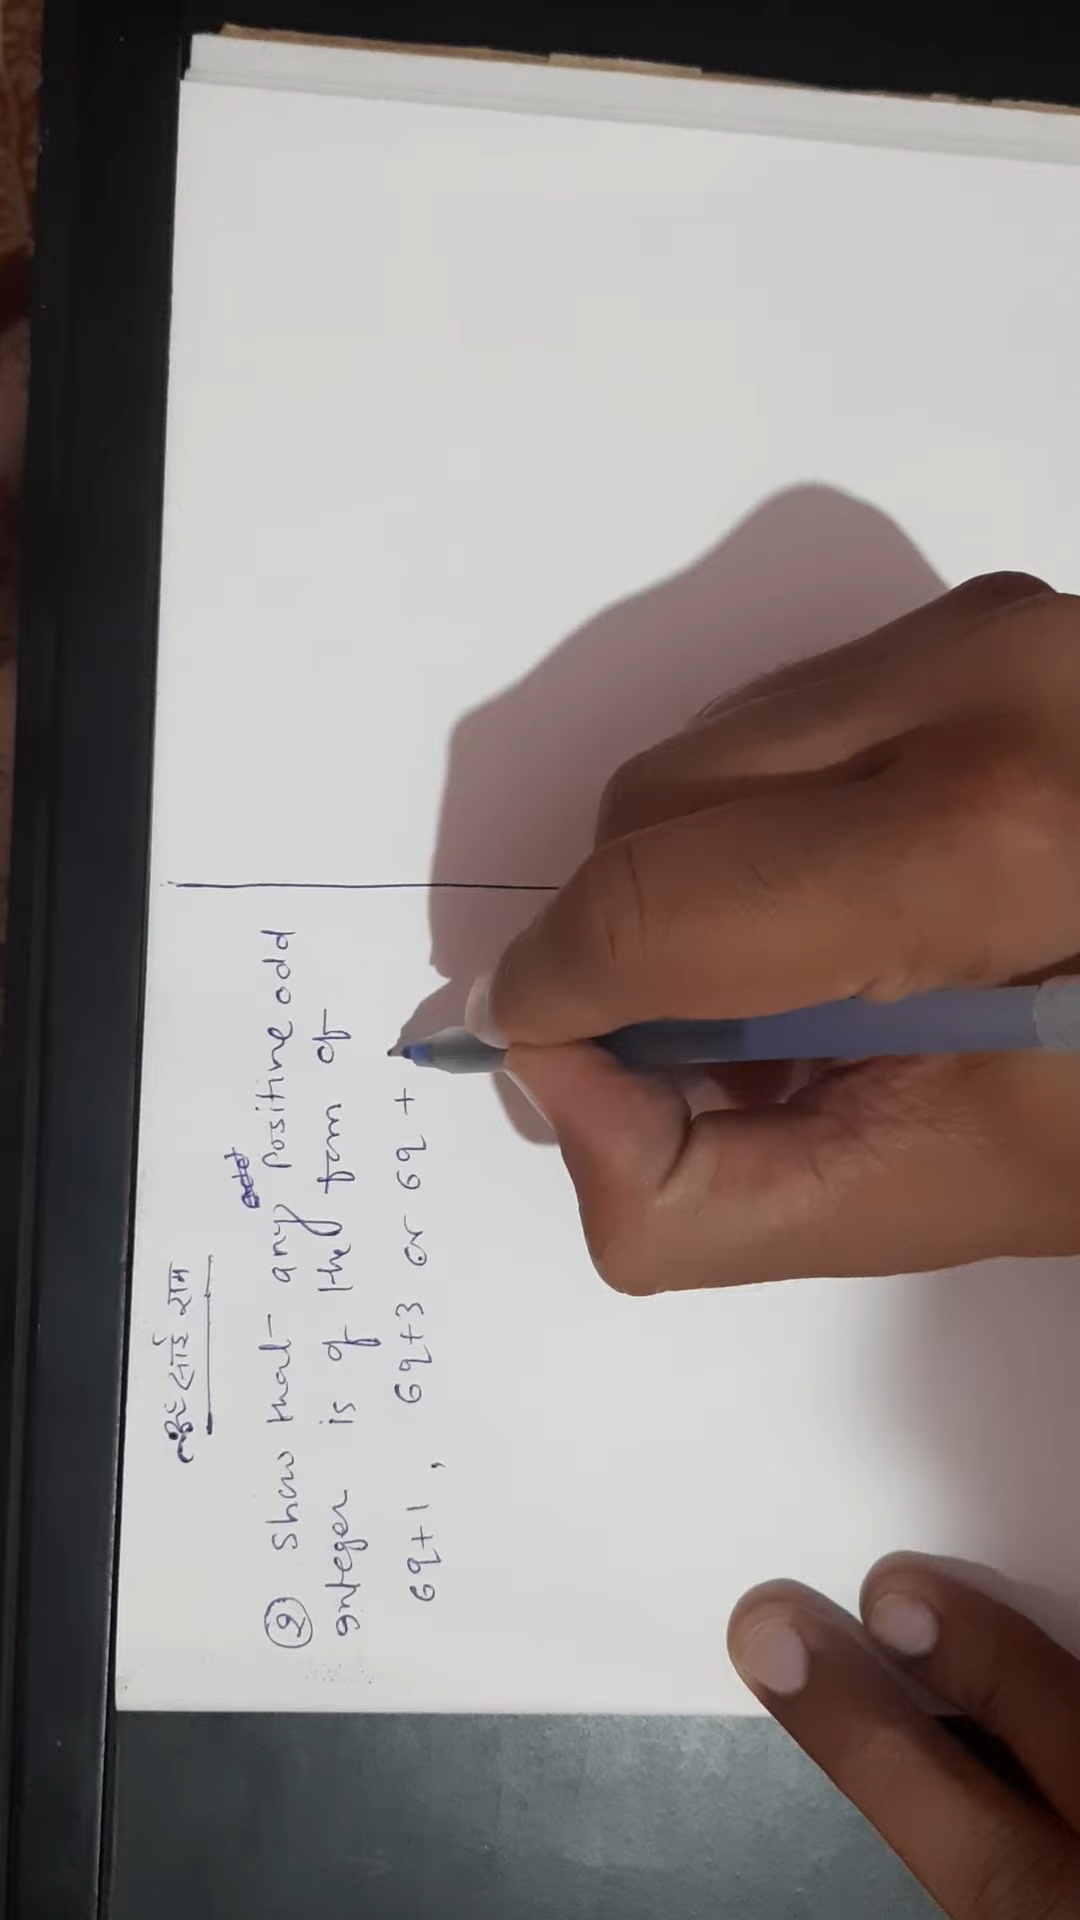 ॐ साईं राम
② Show that any positive odd
integer is of the form of
6q+1, 6q+3 or 6q +